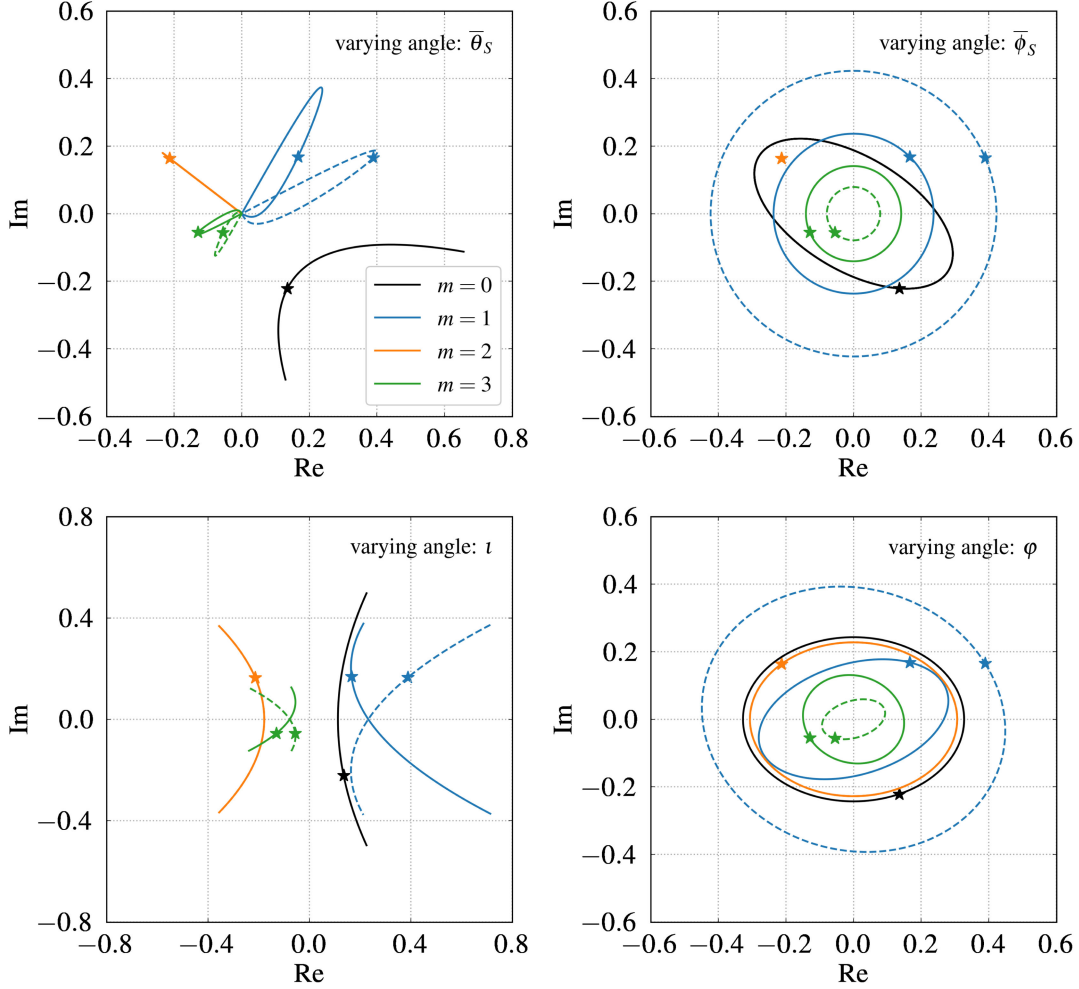 0.6
0.4
0.2
0.0
−0.2
−0.4
−0.6
Im
varying angle: θ̅_S
m = 0
m = 1
m = 2
m = 3
−0.4 −0.2 0.0 0.2 0.4 0.6 0.8
Re
0.6
0.4
0.2
0.0
−0.2
−0.4
−0.6
Im
varying angle: ϕ̅_S
−0.6 −0.4 −0.2 0.0 0.2 0.4 0.6
Re
0.8
0.4
0.0
−0.4
−0.8
Im
varying angle: ι
−0.8 −0.4 0.0 0.4 0.8
Re
0.6
0.4
0.2
0.0
−0.2
−0.4
−0.6
Im
varying angle: φ
−0.6 −0.4 −0.2 0.0 0.2 0.4 0.6
Re